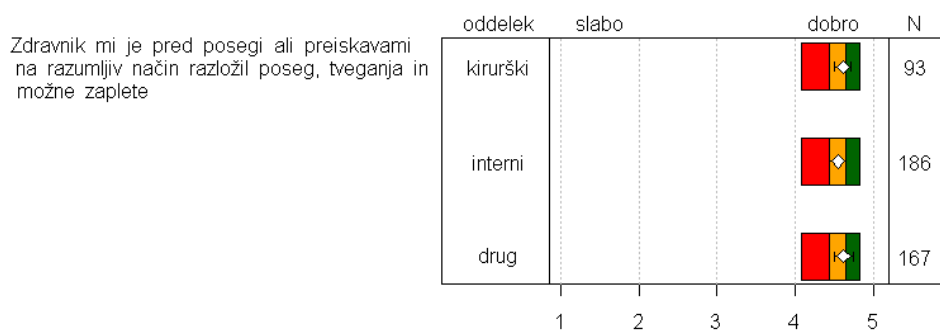 oddelek slabo dobro N
Zdravnik mi je pred posegi ali preiskavami
na razumljiv način razložil poseg, tveganja in
možne zaplete
kirurški 93
interni 186
drug 167
1 2 3 4 5